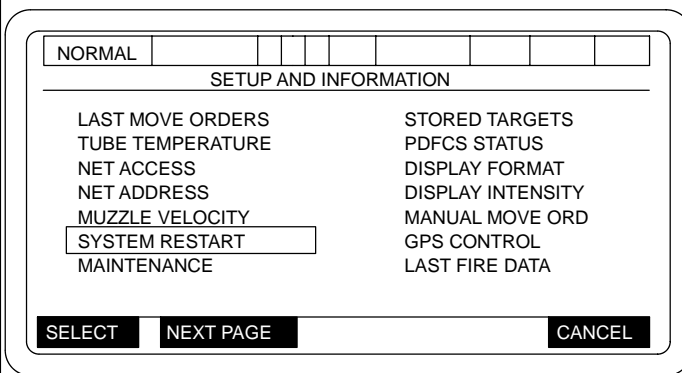 NORMAL
SETUP AND INFORMATION
LAST MOVE ORDERS STORED TARGETS
TUBE TEMPERATURE PDFCS STATUS
NET ACCESS DISPLAY FORMAT
NET ADDRESS DISPLAY INTENSITY
MUZZLE VELOCITY MANUAL MOVE ORD
SYSTEM RESTART GPS CONTROL
MAINTENANCE LAST FIRE DATA
SELECT NEXT PAGE CANCEL